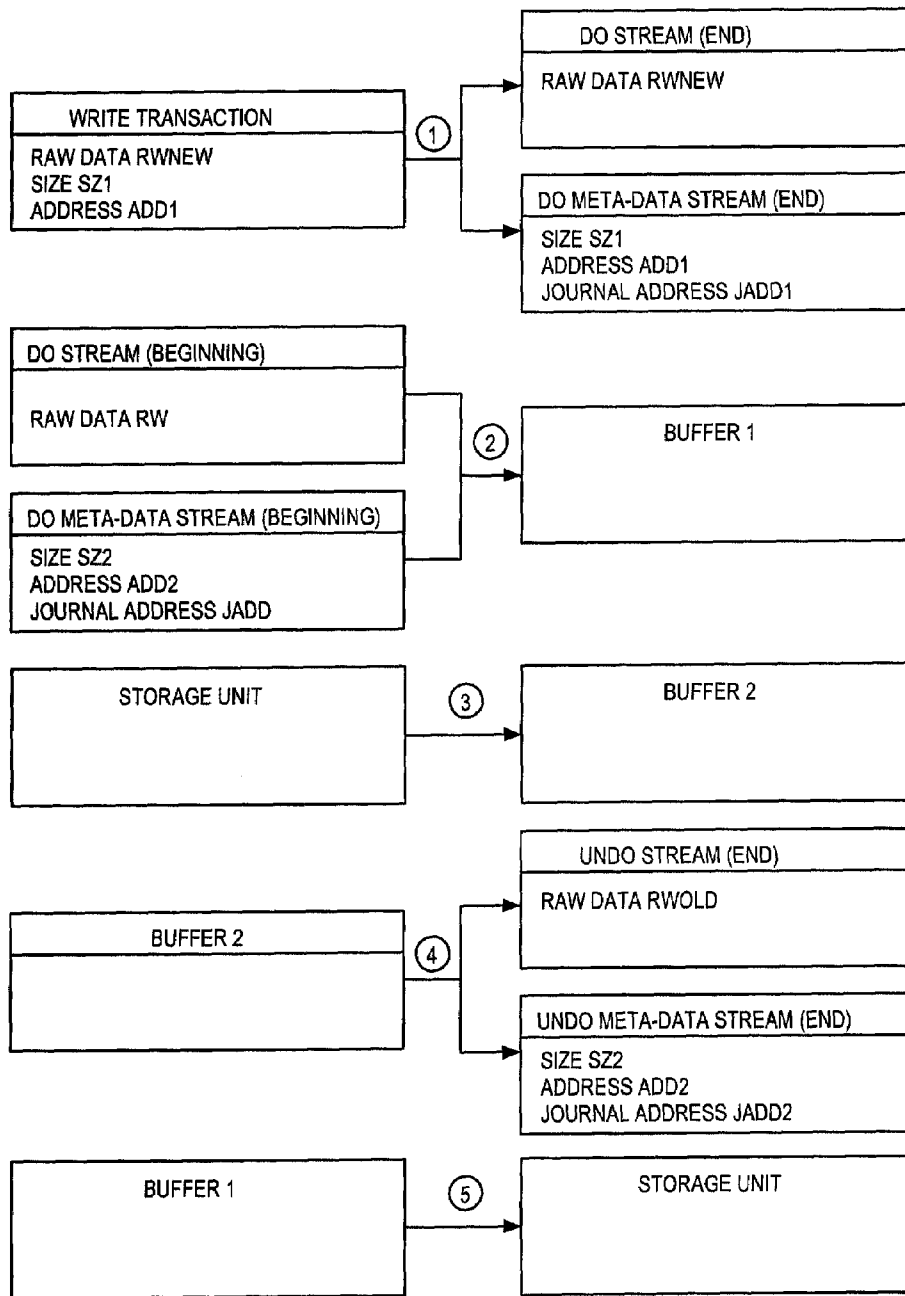 WRITE TRANSACTION
RAW DATA RWNEW
SIZE SZ1
ADDRESS ADD1
1
DO STREAM (END)
RAW DATA RWNEW
DO META-DATA STREAM (END)
SIZE SZ1
ADDRESS ADD1
JOURNAL ADDRESS JADD1
DO STREAM (BEGINNING)
RAW DATA RW
DO META-DATA STREAM (BEGINNING)
SIZE SZ2
ADDRESS ADD2
JOURNAL ADDRESS JADD
2
BUFFER 1
STORAGE UNIT
3
BUFFER 2
BUFFER 2
4
UNDO STREAM (END)
RAW DATA RWOLD
UNDO META-DATA STREAM (END)
SIZE SZ2
ADDRESS ADD2
JOURNAL ADDRESS JADD2
BUFFER 1
5
STORAGE UNIT